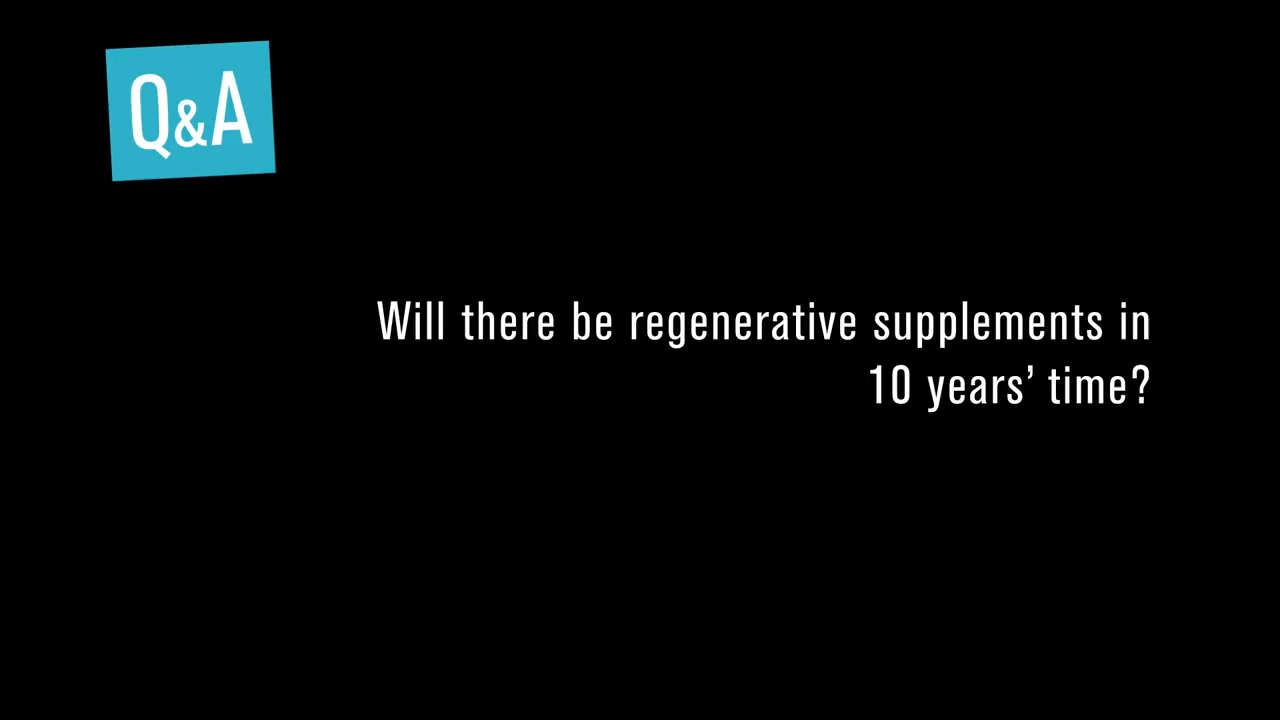 Q&A
Will there be regenerative supplements in
10 years’ time?